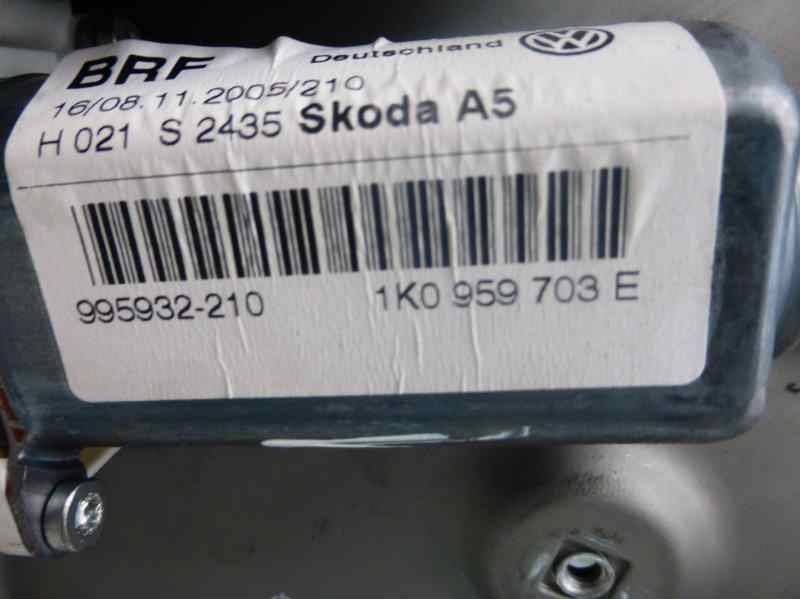 BRF Deutschland
16/08.11.2005/210
H 021 S 2435 Skoda A5
995932-210 1K0 959 703 E